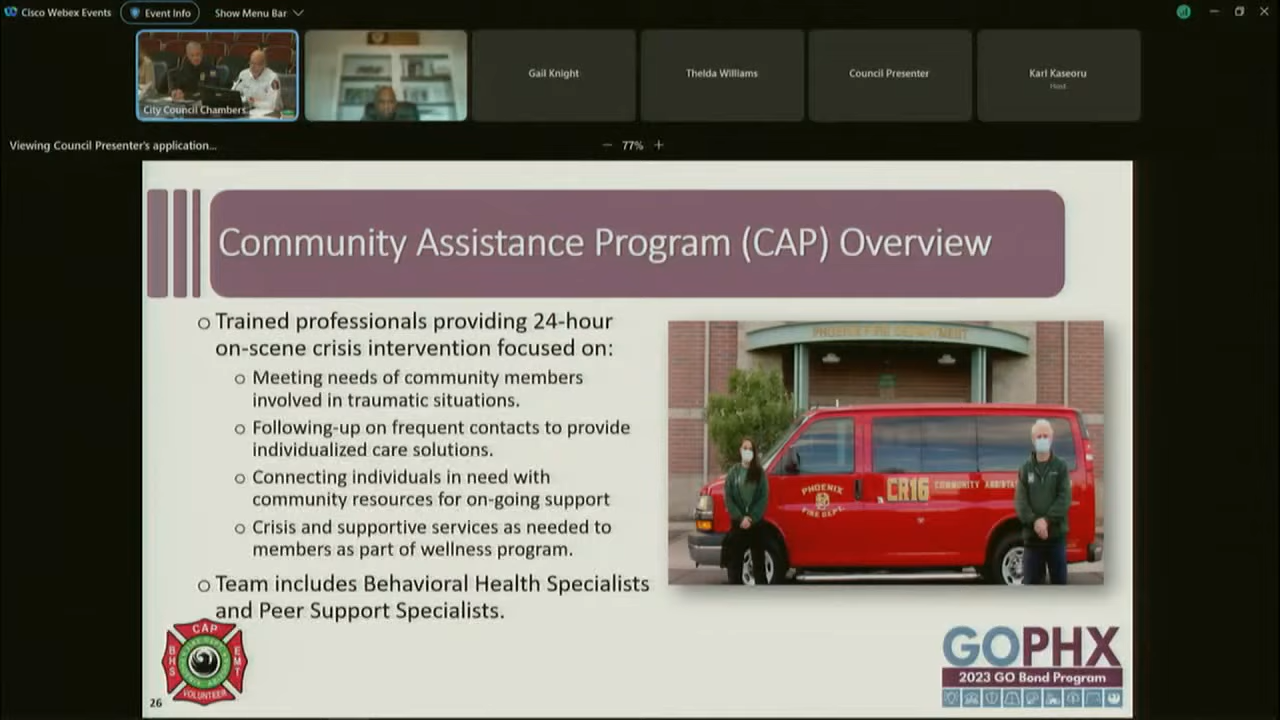 Cisco Webex Events
Event Info
Show Menu Bar
City Council Chambers
Gail Knight
Thelda Williams
Council Presenter
Karl Kaseoru
Host
Viewing Council Presenter's application...
77%
Community Assistance Program (CAP) Overview
Trained professionals providing 24-hour
on-scene crisis intervention focused on:
Meeting needs of community members
involved in traumatic situations.
Following-up on frequent contacts to provide
individualized care solutions.
Connecting individuals in need with
community resources for on-going support
Crisis and supportive services as needed to
members as part of wellness program.
Team includes Behavioral Health Specialists
and Peer Support Specialists.
PHOENIX FIRE DEPARTMENT
PHOENIX
FIRE DEPT.
CR16
COMMUNITY
CAP
BHS
EMT
VOLUNTEER
GOPHX
2023 GO Bond Program
26